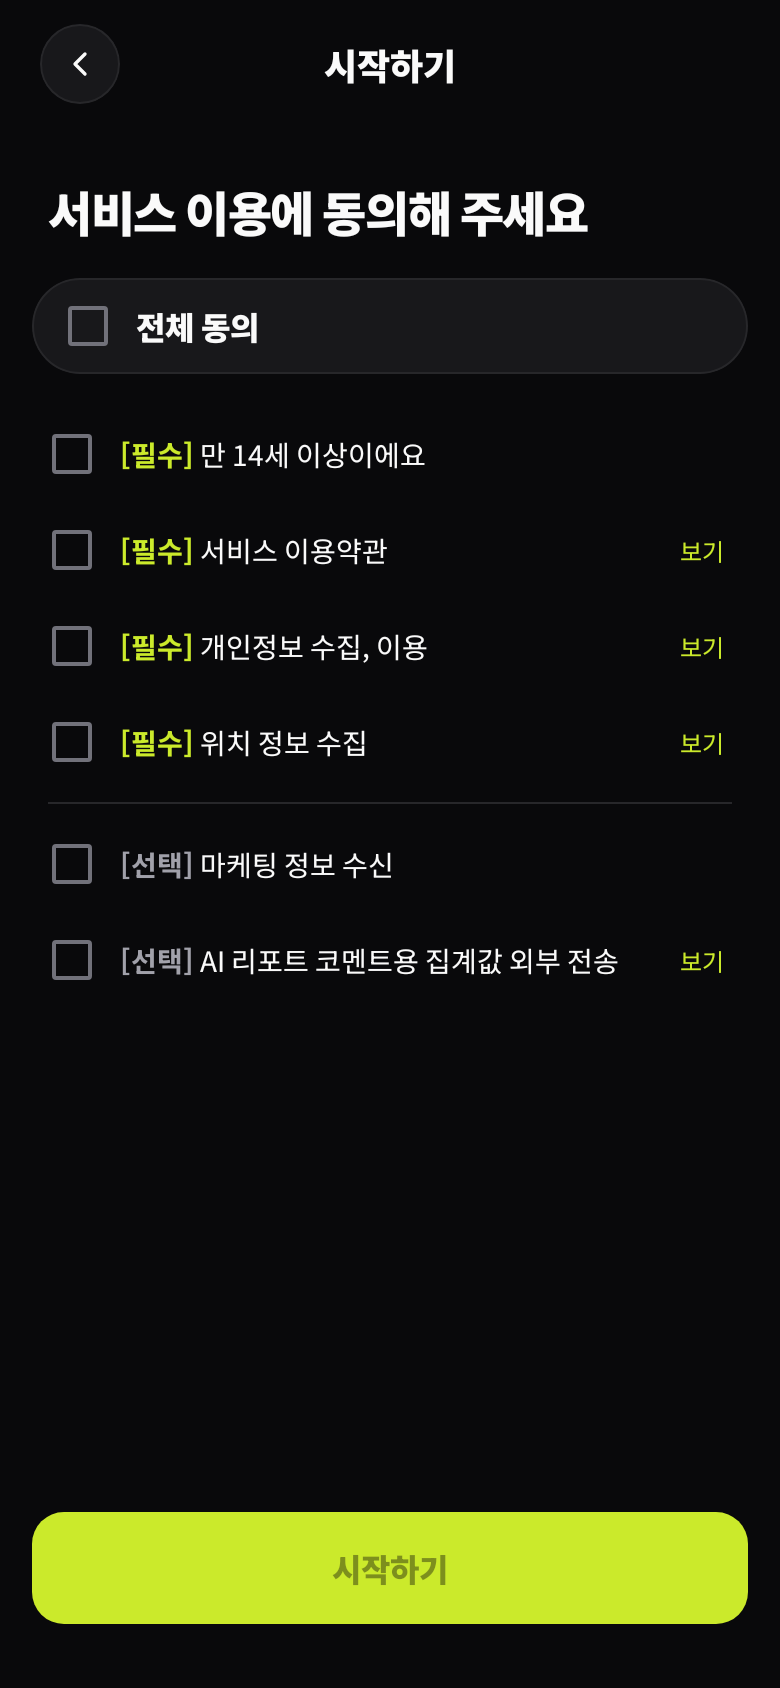 시작하기
서비스 이용에 동의해 주세요
전체 동의
[필수] 만 14세 이상이에요
[필수] 서비스 이용약관 보기
[필수] 개인정보 수집, 이용 보기
[필수] 위치 정보 수집 보기
[선택] 마케팅 정보 수신
[선택] AI 리포트 코멘트용 집계값 외부 전송 보기
시작하기